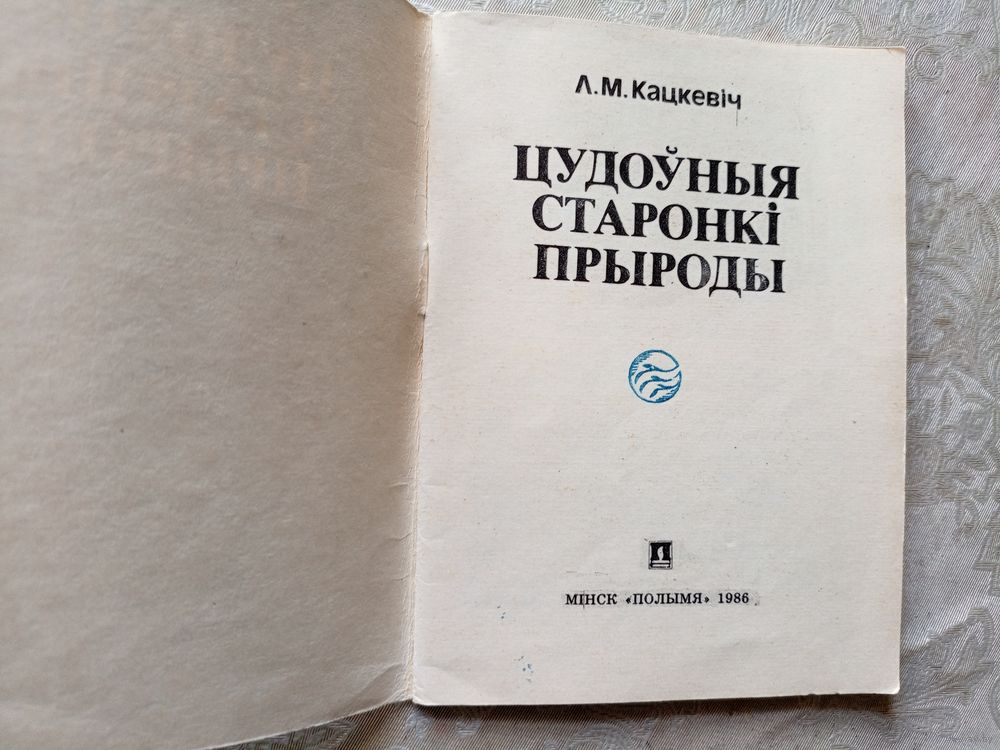 Л.М.Кацкевіч
ЦУДОЎНЫЯ
СТАРОНКІ
ПРЫРОДЫ
МІНСК «ПОЛЫМЯ» 1986